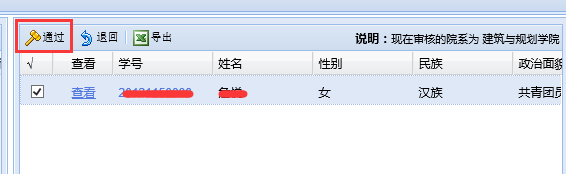 通过 退回 导出 说明：现在审核的院系为 建筑与规划学院
√ 查看 学号 姓名 性别 民族 政治面貌
查看 女 汉族 共青团员